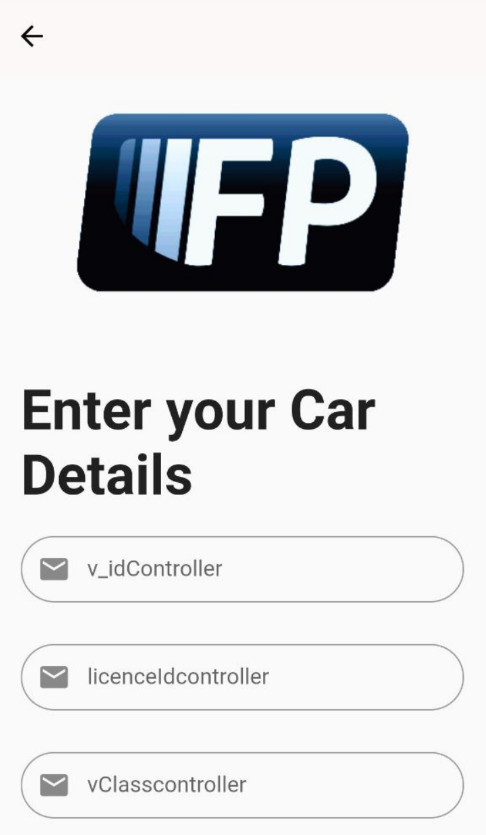 FP
Enter your Car
Details
v_idController
licenceIdcontroller
vClasscontroller